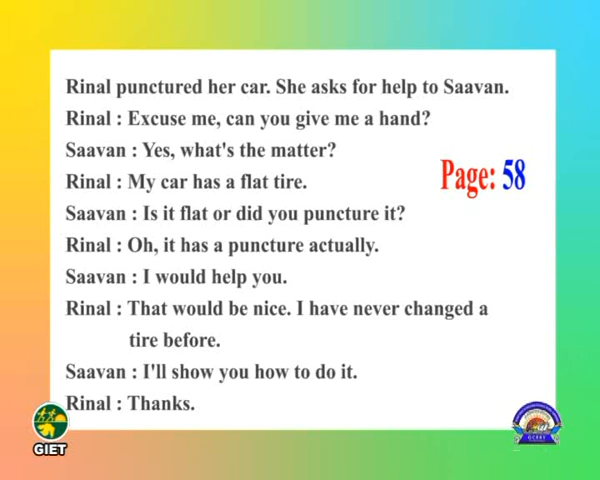 Rinal punctured her car. She asks for help to Saavan.
Rinal : Excuse me, can you give me a hand?
Saavan : Yes, what's the matter?
Page: 58
Rinal : My car has a flat tire.
Saavan : Is it flat or did you puncture it?
Rinal : Oh, it has a puncture actually.
Saavan : I would help you.
Rinal : That would be nice. I have never changed a
tire before.
Saavan : I'll show you how to do it.
Rinal : Thanks.
GIET